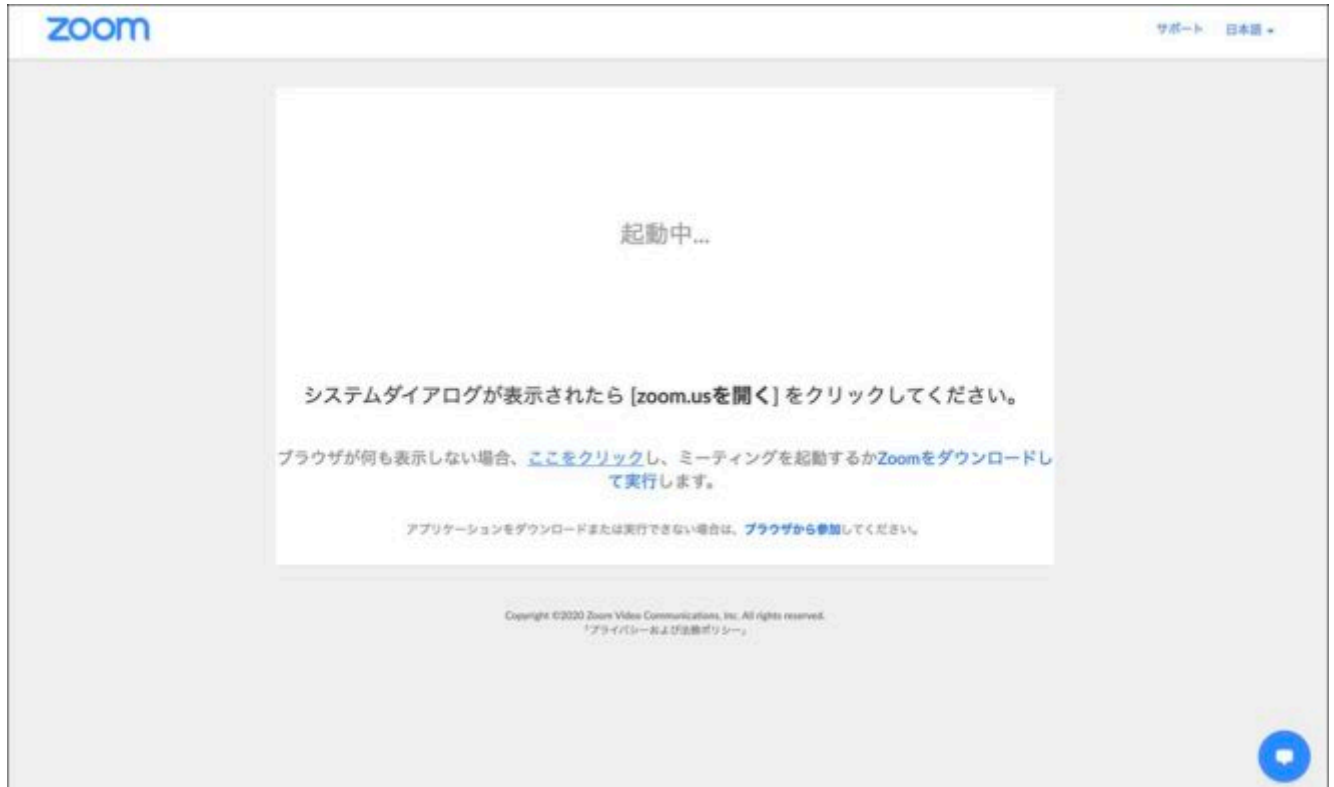 zoom
サポート 日本語
起動中...
システムダイアログが表示されたら [zoom.usを開く] をクリックしてください。
ブラウザが何も表示しない場合、ここをクリックし、ミーティングを起動するかZoomをダウンロードし
て実行します。
アプリケーションをダウンロードまたは実行できない場合は、ブラウザから参加してください。
Copyright ©2020 Zoom Video Communications, Inc. All rights reserved.
「プライバシーおよび法務ポリシー」